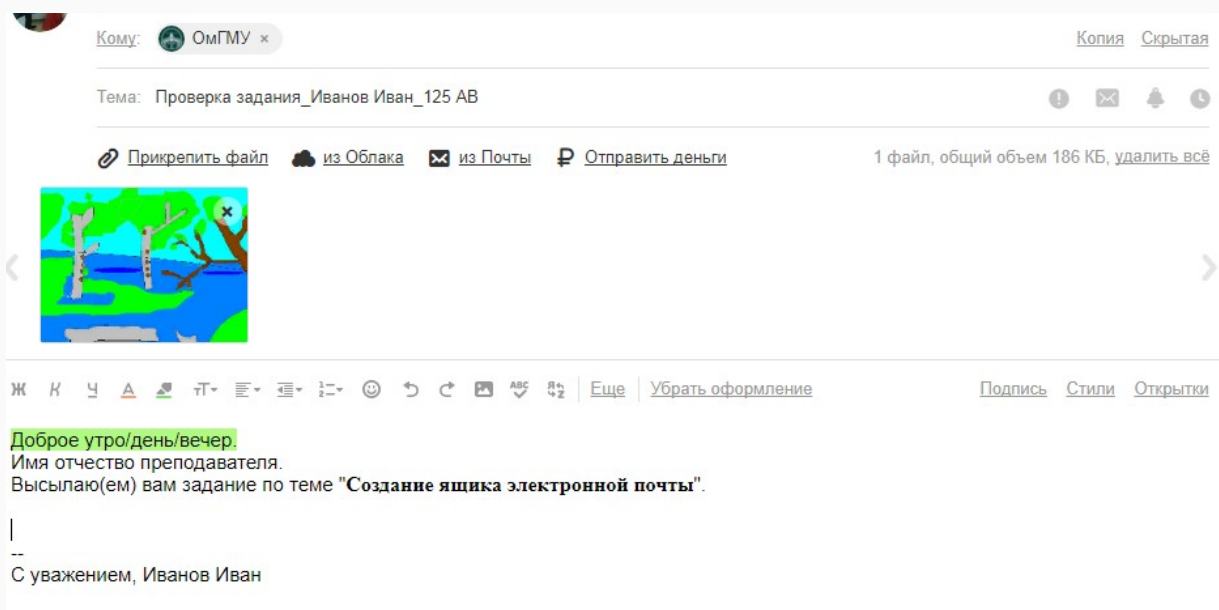 Кому: ОмГМУ × Копия Скрытая
Тема: Проверка задания_Иванов Иван_125 АВ
Прикрепить файл из Облака из Почты Отправить деньги 1 файл, общий объем 186 КБ, удалить всё
Ж К Ч А тТ Еще Убрать оформление Подпись Стили Открытки
Доброе утро/день/вечер.
Имя отчество преподавателя.
Высылаю(ем) вам задание по теме "Создание ящика электронной почты".
--
С уважением, Иванов Иван